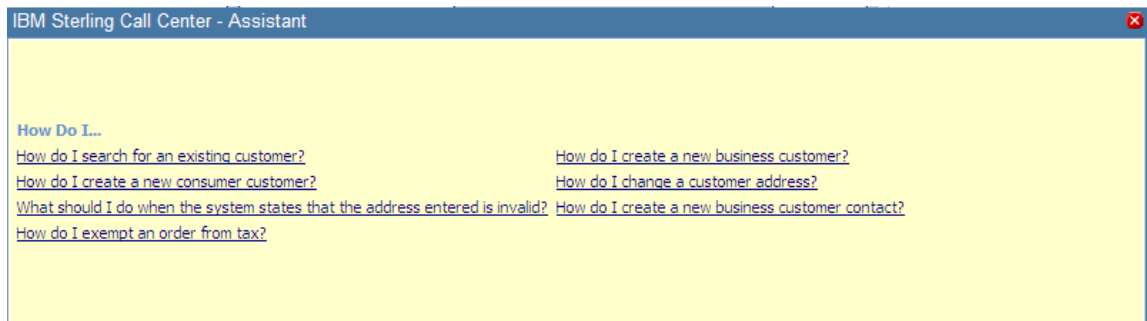 IBM Sterling Call Center - Assistant
How Do I...
How do I search for an existing customer? How do I create a new business customer?
How do I create a new consumer customer? How do I change a customer address?
What should I do when the system states that the address entered is invalid? How do I create a new business customer contact?
How do I exempt an order from tax?